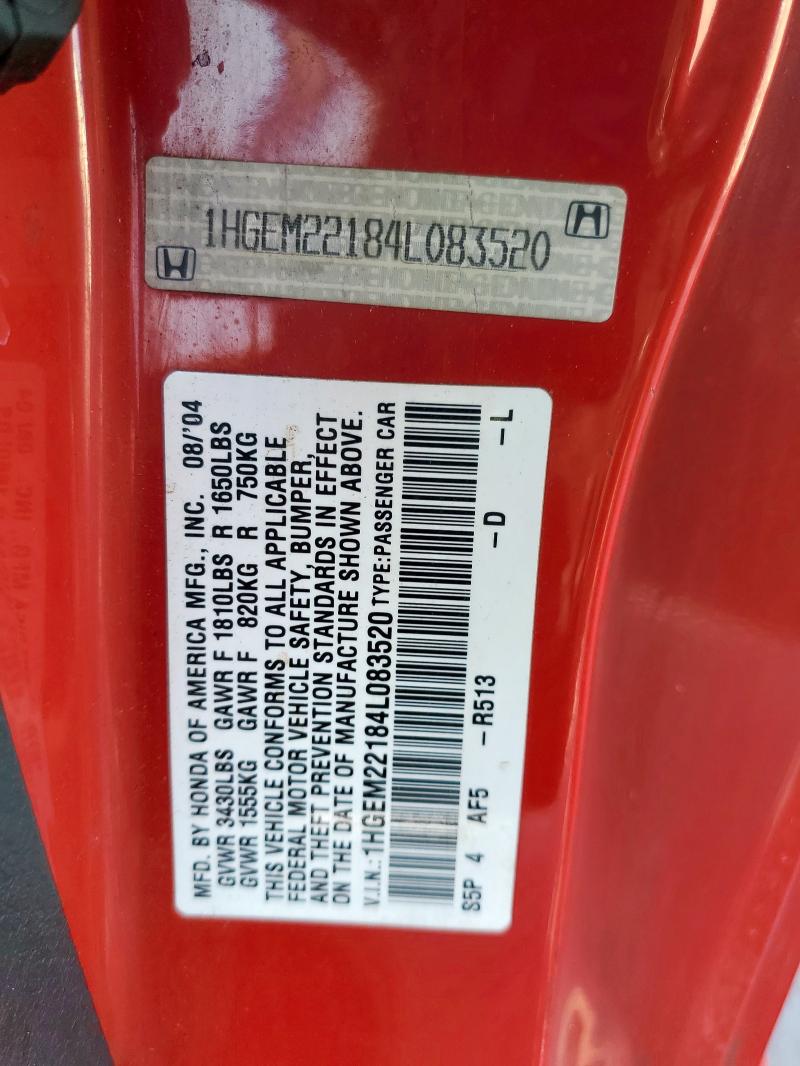 1HGEM22184L083520
MFD. BY HONDA OF AMERICA MFG., INC. 08/'04
GVWR 3430LBS GAWR F 1810LBS R 1650LBS
GVWR 1555KG GAWR F 820KG R 750KG
THIS VEHICLE CONFORMS TO ALL APPLICABLE
FEDERAL MOTOR VEHICLE SAFETY, BUMPER,
AND THEFT PREVENTION STANDARDS IN EFFECT
ON THE DATE OF MANUFACTURE SHOWN ABOVE.
V.I.N.:1HGEM22184L083520 TYPE:PASSENGER CAR
S5P 4 AF5 -R513 -D -L